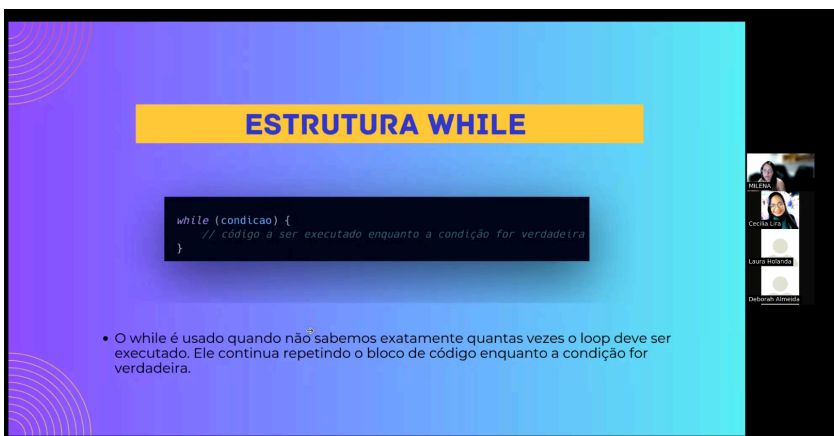 ESTRUTURA WHILE
while (condicao) {
// código a ser executado enquanto a condição for verdadeira
}
• O while é usado quando não sabemos exatamente quantas vezes o loop deve ser
executado. Ele continua repetindo o bloco de código enquanto a condição for
verdadeira.
MILENA
Cecília Lira
Laura Holanda
Deborah Almeida